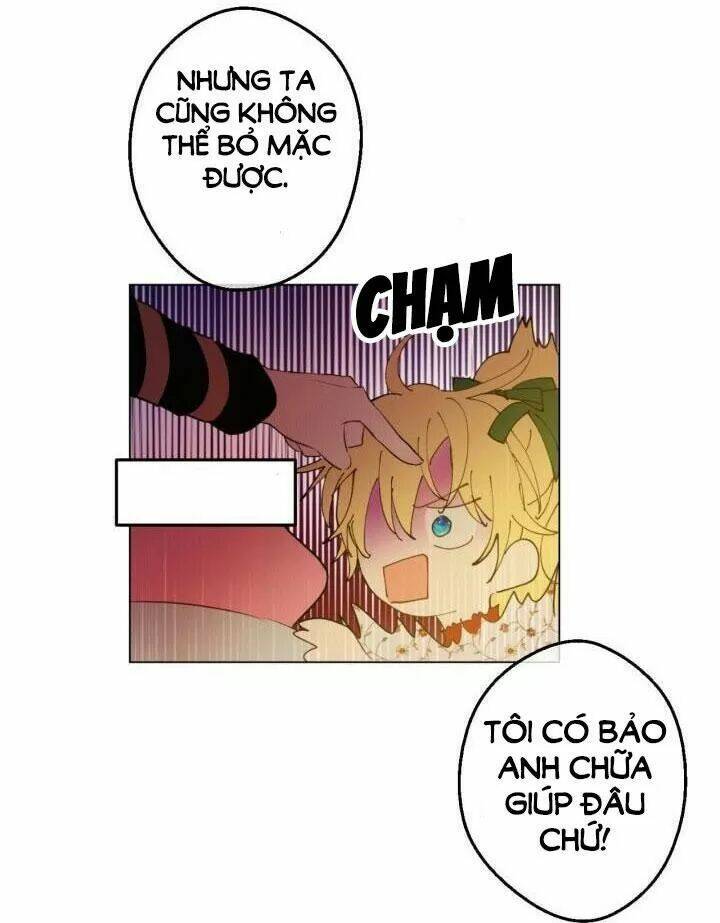 NHƯNG TA
CŨNG KHÔNG
THỂ BỎ MẶC
ĐƯỢC.
CHẠM
TÔI CÓ BẢO
ANH CHỮA
GIÚP ĐÂU
CHỨ!